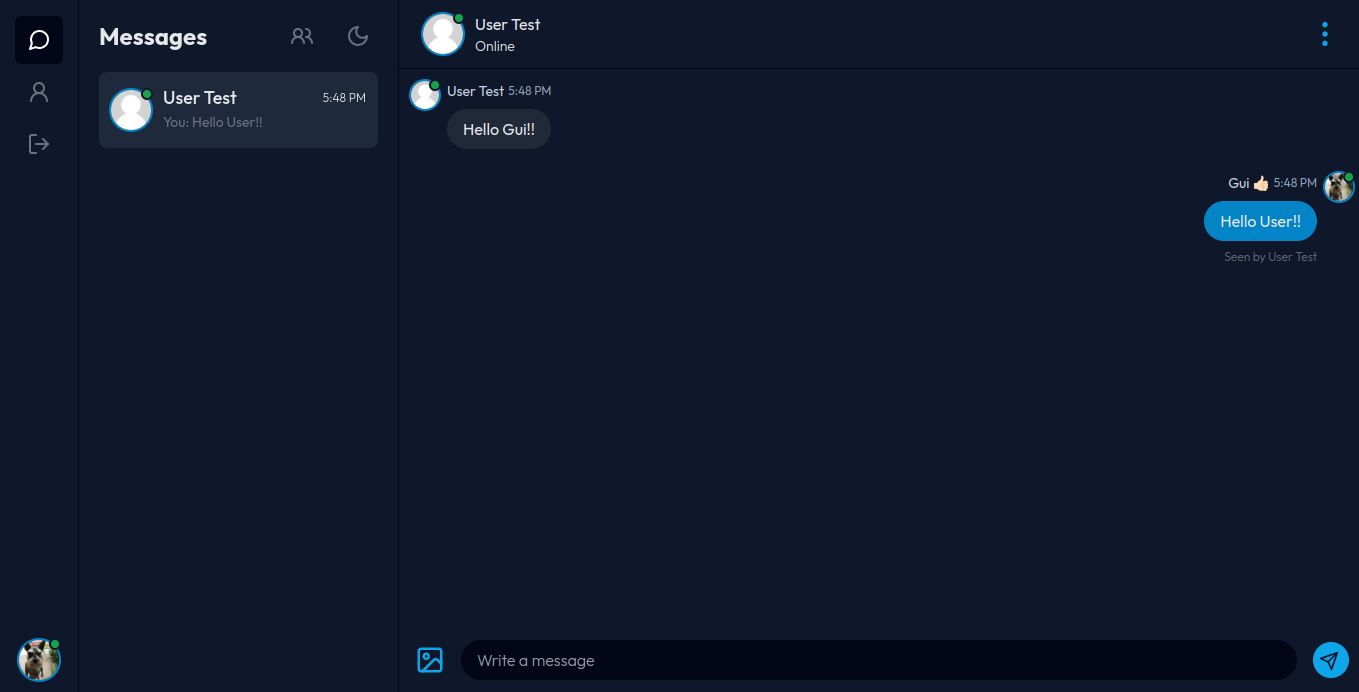 Messages
User Test 5:48 PM
You: Hello User!!
User Test
Online
User Test 5:48 PM
Hello Gui!!
Gui 👍🏻 5:48 PM
Hello User!!
Seen by User Test
Write a message